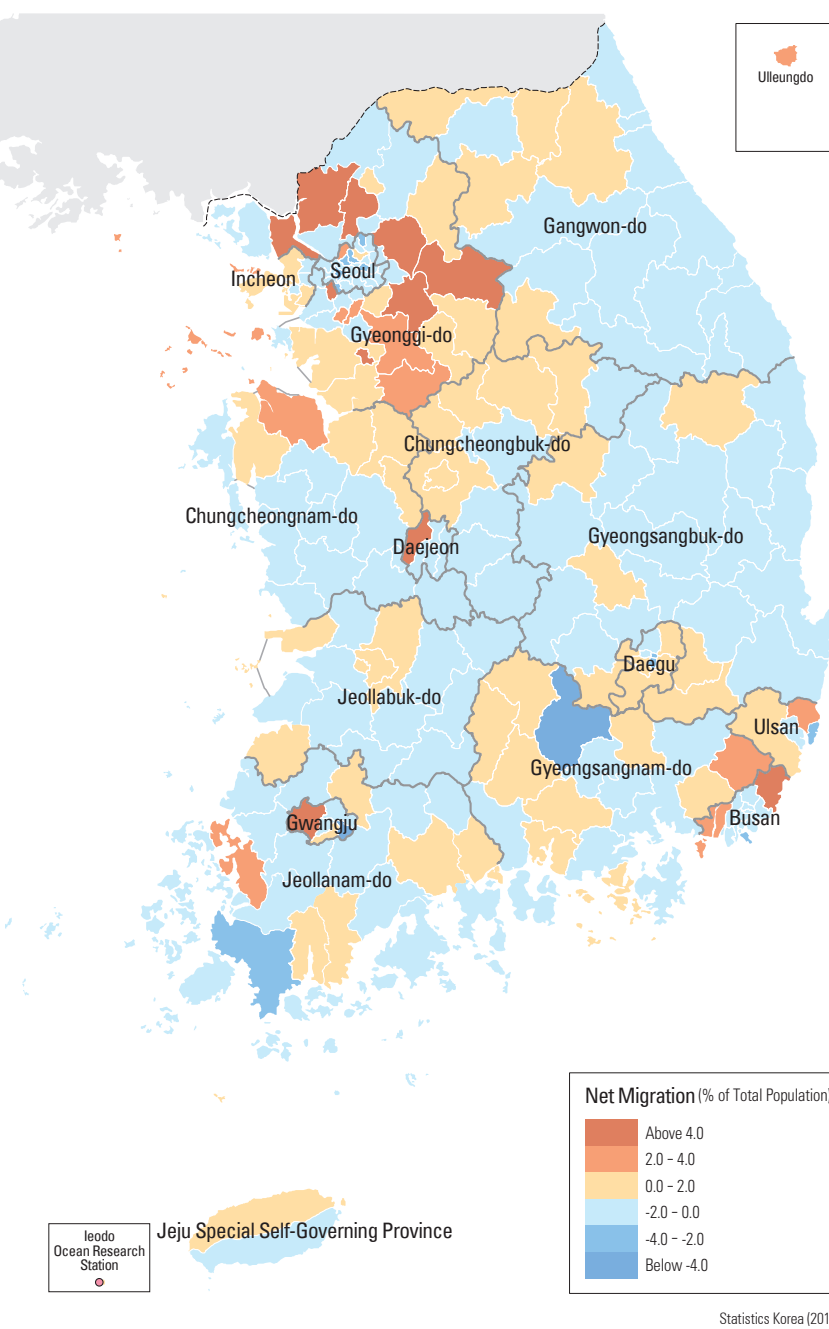 Ulleungdo
Gangwon-do
Seoul
Incheon
Gyeonggi-do
Chungcheongbuk-do
Chungcheongnam-do
Daejeon
Gyeongsangbuk-do
Daegu
Jeollabuk-do
Ulsan
Gyeongsangnam-do
Busan
Gwangju
Jeollanam-do
Net Migration (% of Total Population)
Above 4.0
2.0 – 4.0
0.0 – 2.0
-2.0 – 0.0
-4.0 – -2.0
Below -4.0
Jeju Special Self-Governing Province
Ieodo
Ocean Research
Station
Statistics Korea (201